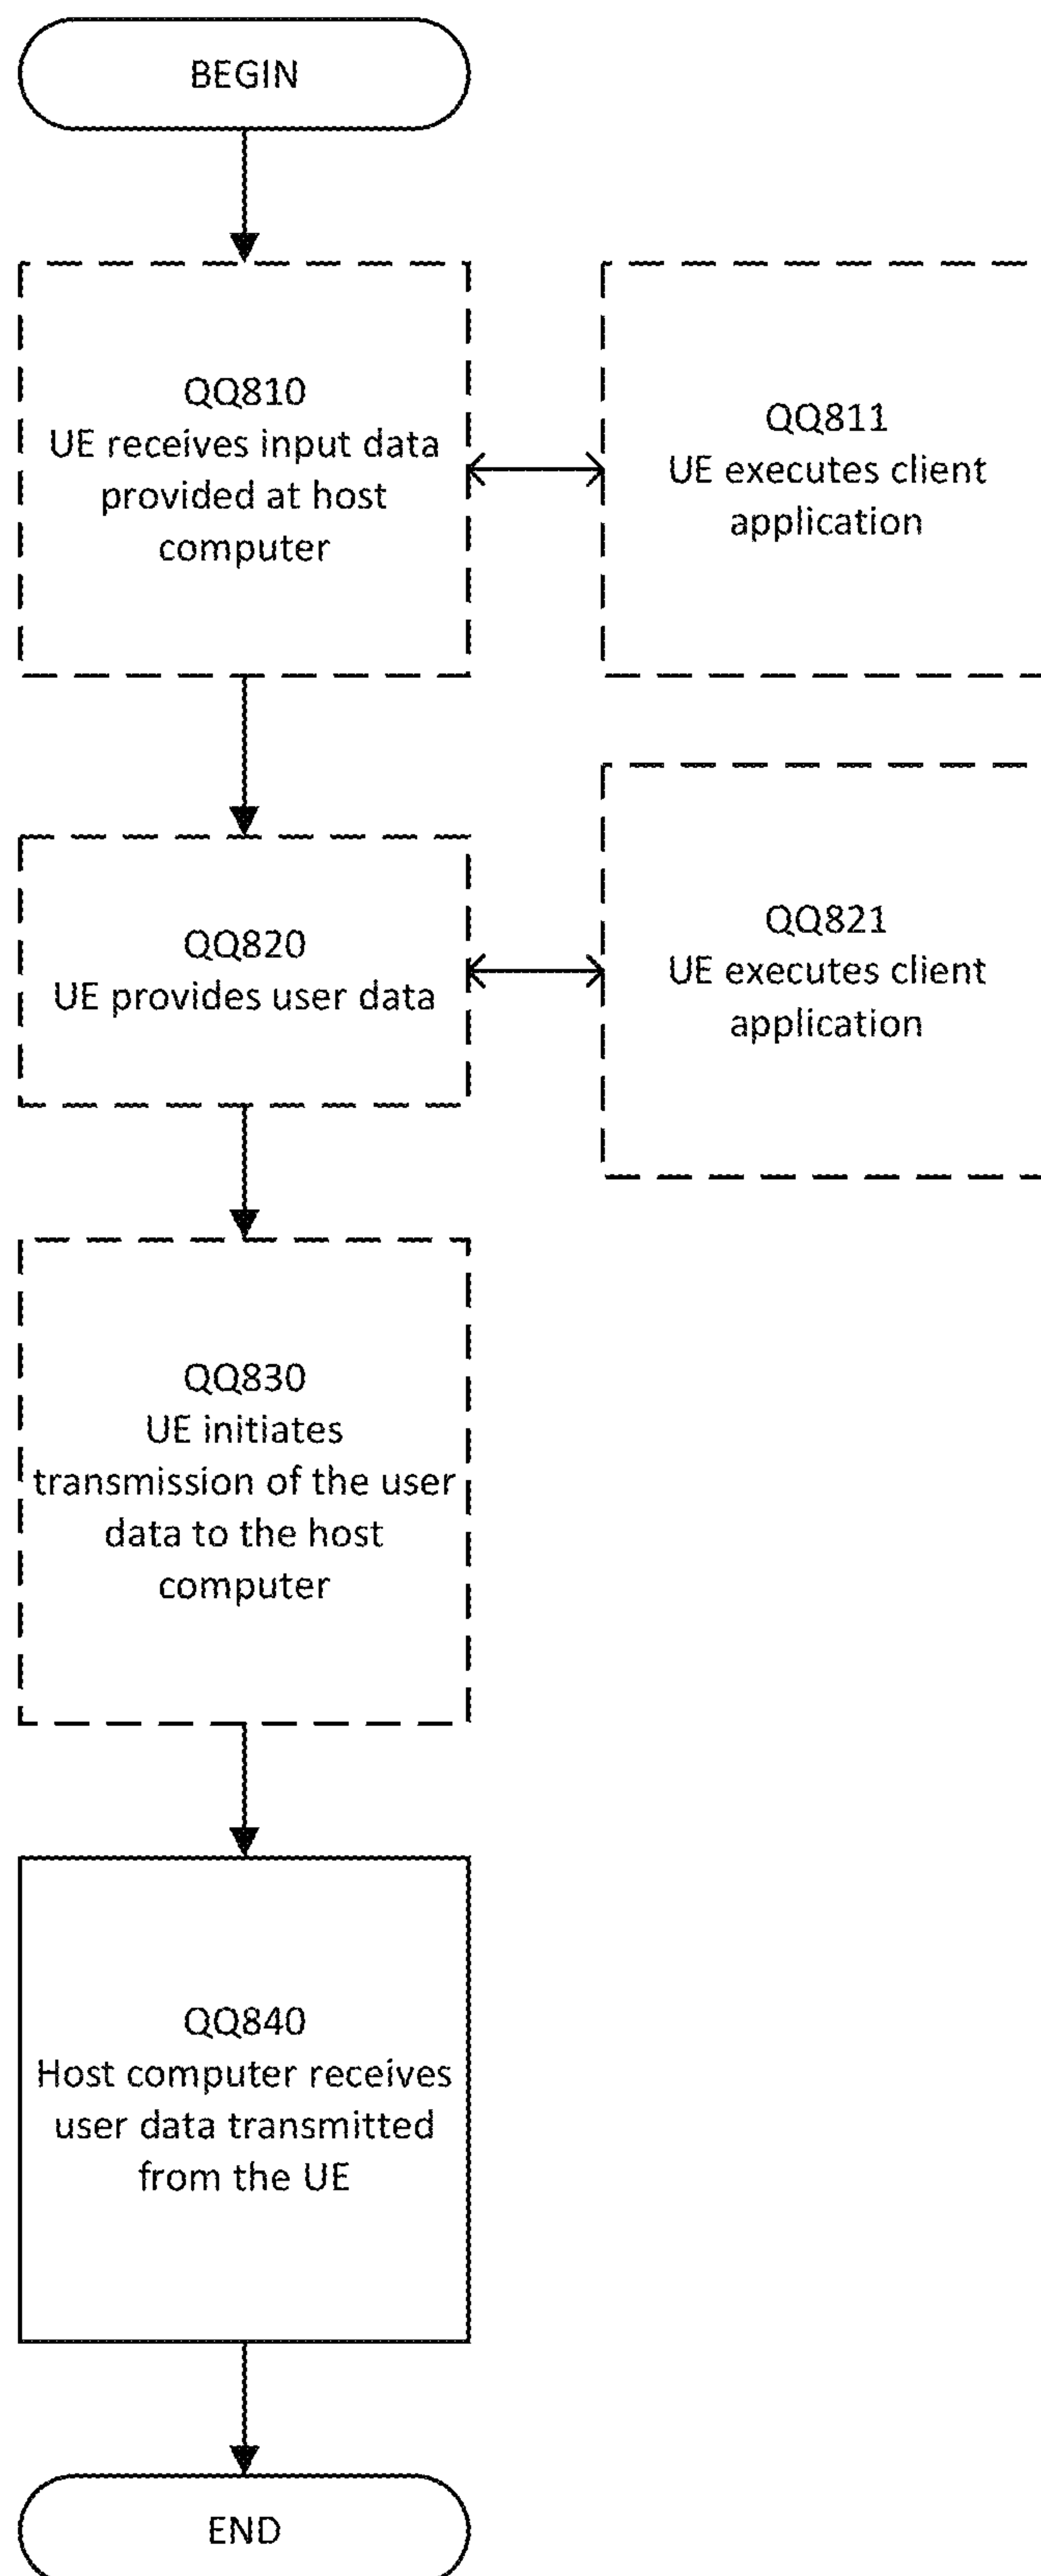 BEGIN
QQ810
UE receives input data
provided at host
computer
QQ811
UE executes client
application
QQ820
UE provides user data
QQ821
UE executes client
application
QQ830
UE initiates
transmission of the user
data to the host
computer
QQ840
Host computer receives
user data transmitted
from the UE
END